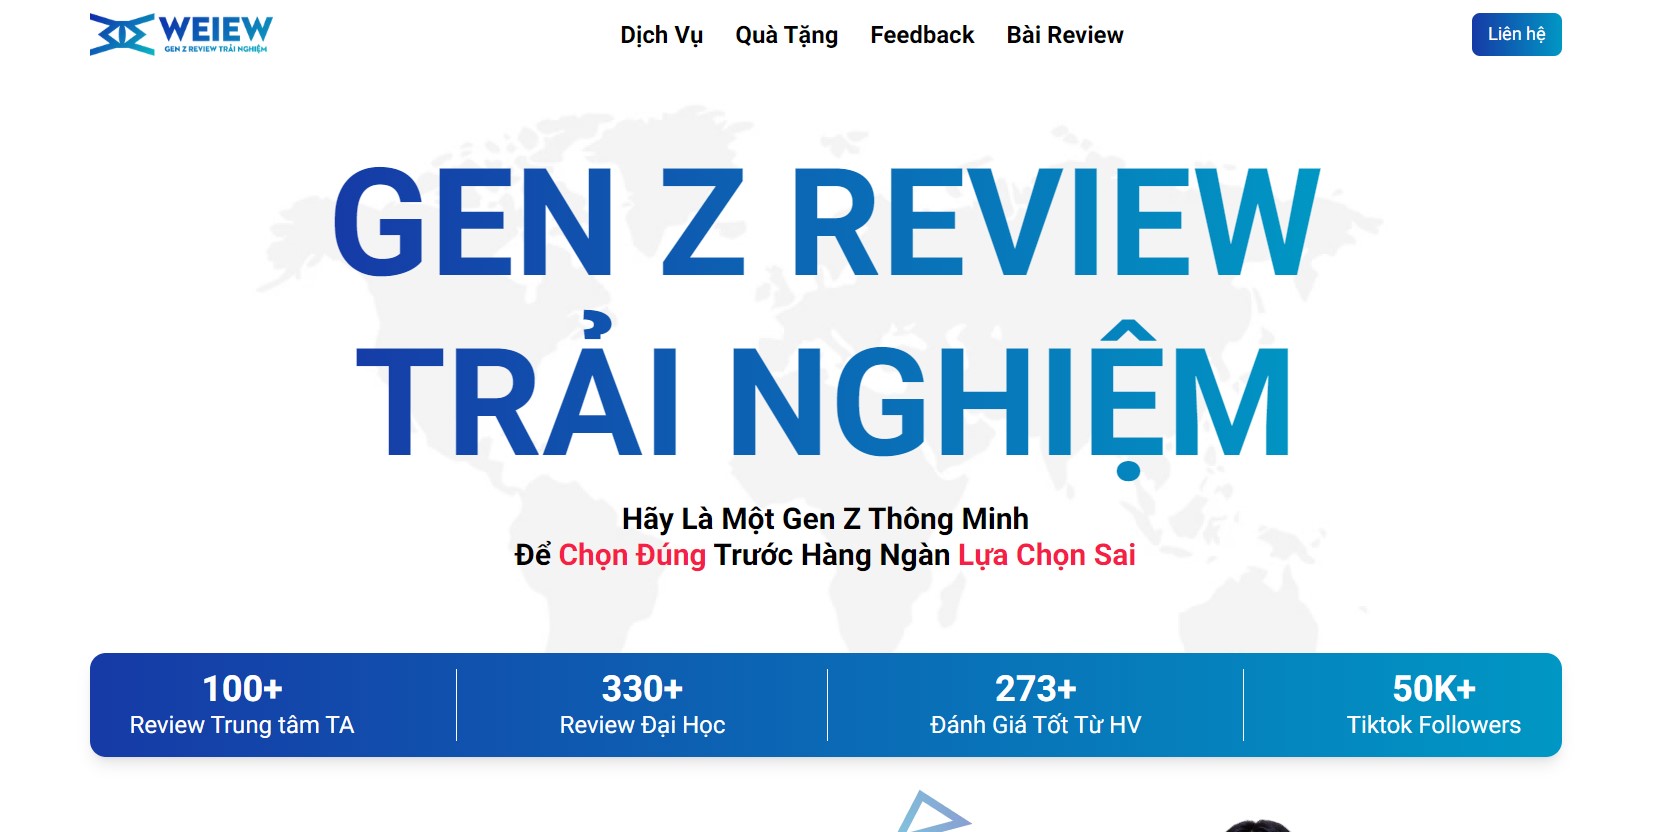 WEIEW
GEN Z REVIEW TRẢI NGHIỆM
Dịch Vụ
Quà Tặng
Feedback
Bài Review
Liên hệ
GEN Z REVIEW
TRẢI NGHIỆM
Hãy Là Một Gen Z Thông Minh
Để Chọn Đúng Trước Hàng Ngàn Lựa Chọn Sai
100+
Review Trung tâm TA
330+
Review Đại Học
273+
Đánh Giá Tốt Từ HV
50K+
Tiktok Followers